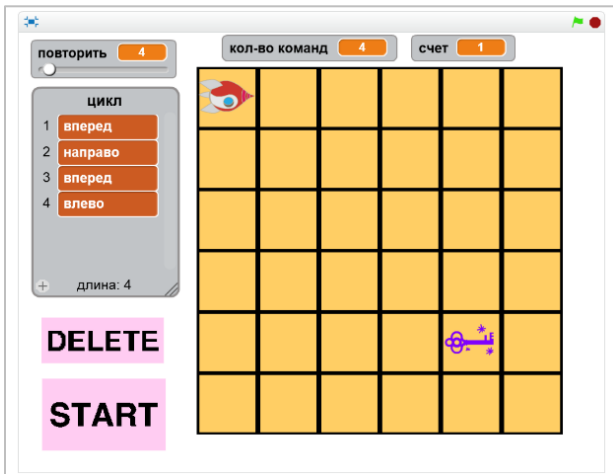 повторить 4
кол-во команд 4
счет 1
цикл
1 вперед
2 направо
3 вперед
4 влево
+ длина: 4
DELETE
START